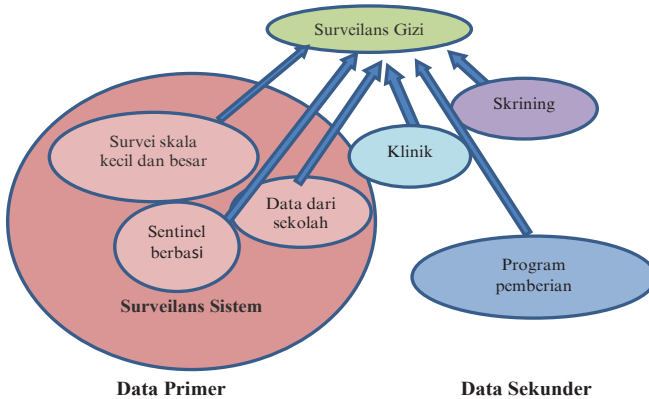 Surveilans Gizi
Skrining
Survei skala
kecil dan besar
Klinik
Data dari
sekolah
Sentinel
berbasi
Program
pemberian
Surveilans Sistem
Data Primer
Data Sekunder